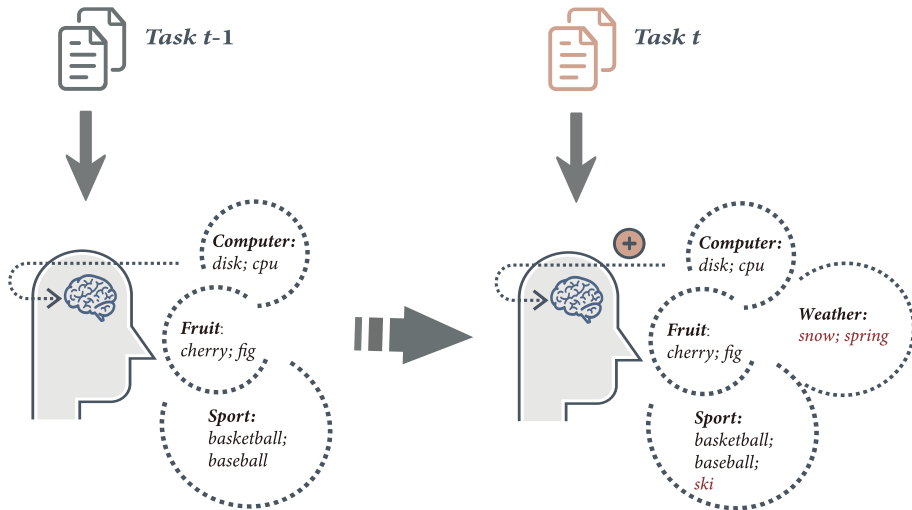 Task t-1
Computer:
disk; cpu
Fruit:
cherry; fig
Sport:
basketball;
baseball
Task t
+
Computer:
disk; cpu
Weather:
snow; spring
Fruit:
cherry; fig
Sport:
basketball;
baseball;
ski